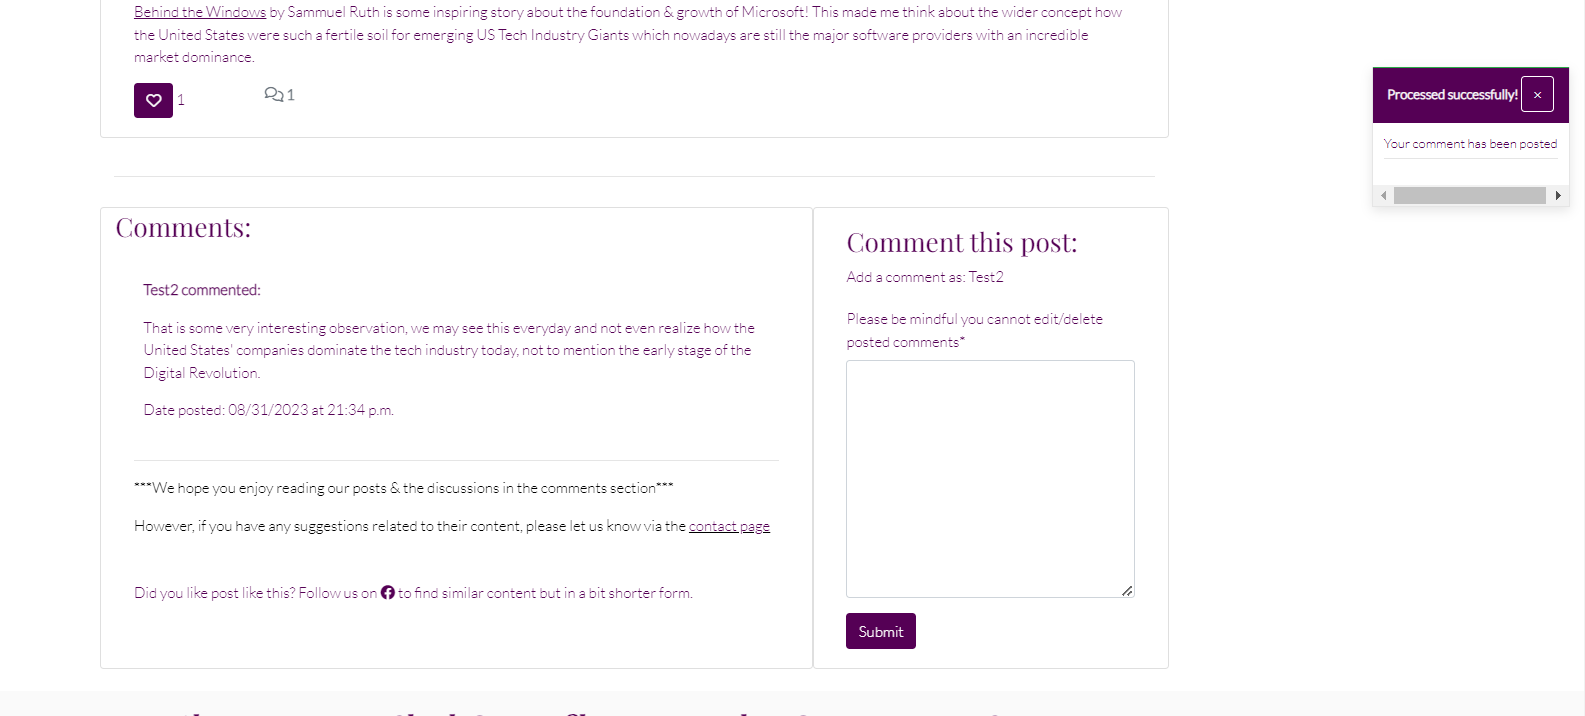 Behind the Windows by Sammuel Ruth is some inspiring story about the foundation & growth of Microsoft! This made me think about the wider concept how
the United States were such a fertile soil for emerging US Tech Industry Giants which nowadays are still the major software providers with an incredible
market dominance.
1
1
Processed successfully! ×
Your comment has been posted
Comments:
Test2 commented:
That is some very interesting observation, we may see this everyday and not even realize how the
United States' companies dominate the tech industry today, not to mention the early stage of the
Digital Revolution.
Date posted: 08/31/2023 at 21:34 p.m.
***We hope you enjoy reading our posts & the discussions in the comments section***
However, if you have any suggestions related to their content, please let us know via the contact page
Did you like post like this? Follow us on to find similar content but in a bit shorter form.
Comment this post:
Add a comment as: Test2
Please be mindful you cannot edit/delete
posted comments*
Submit